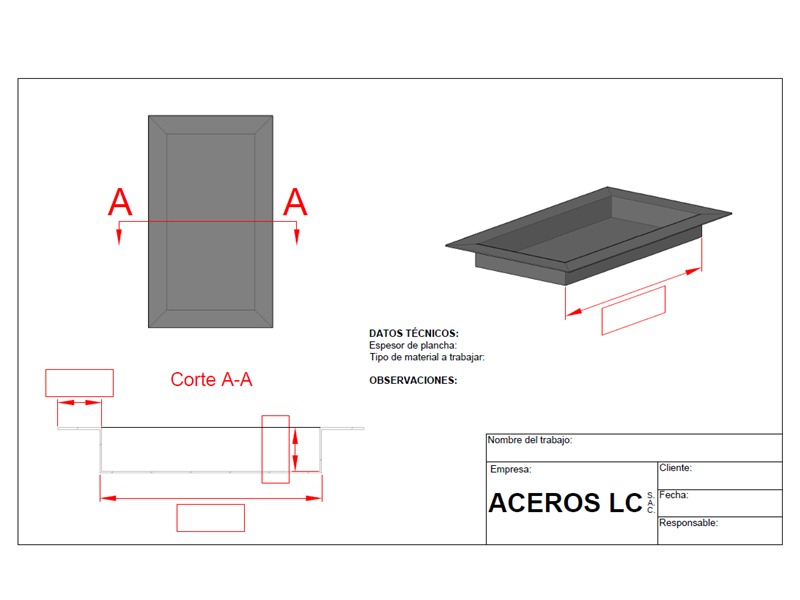 A A
DATOS TÉCNICOS:
Espesor de plancha:
Tipo de material a trabajar:
OBSERVACIONES:
Corte A-A
Nombre del trabajo:
Empresa:
ACEROS LC S.A.C.
Cliente:
Fecha:
Responsable: